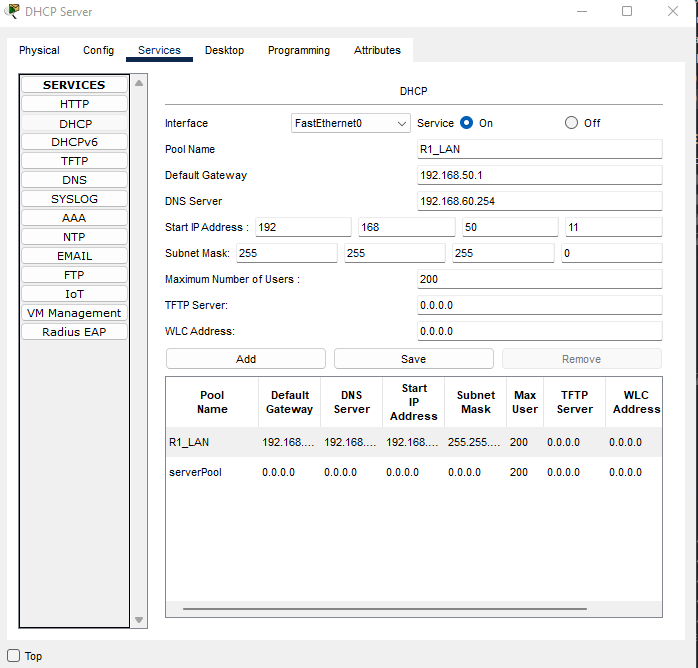 DHCP Server
Physical Config Services Desktop Programming Attributes
SERVICES
HTTP
DHCP
DHCPv6
TFTP
DNS
SYSLOG
AAA
NTP
EMAIL
FTP
IoT
VM Management
Radius EAP
DHCP
Interface FastEthernet0 Service On Off
Pool Name R1_LAN
Default Gateway 192.168.50.1
DNS Server 192.168.60.254
Start IP Address : 192 168 50 11
Subnet Mask: 255 255 255 0
Maximum Number of Users : 200
TFTP Server: 0.0.0.0
WLC Address: 0.0.0.0
Add Save Remove
Pool Name Default Gateway DNS Server Start IP Address Subnet Mask Max User TFTP Server WLC Address
R1_LAN 192.168.... 192.168.... 192.168.... 255.255.... 200 0.0.0.0 0.0.0.0
serverPool 0.0.0.0 0.0.0.0 0.0.0.0 0.0.0.0 200 0.0.0.0 0.0.0.0
Top